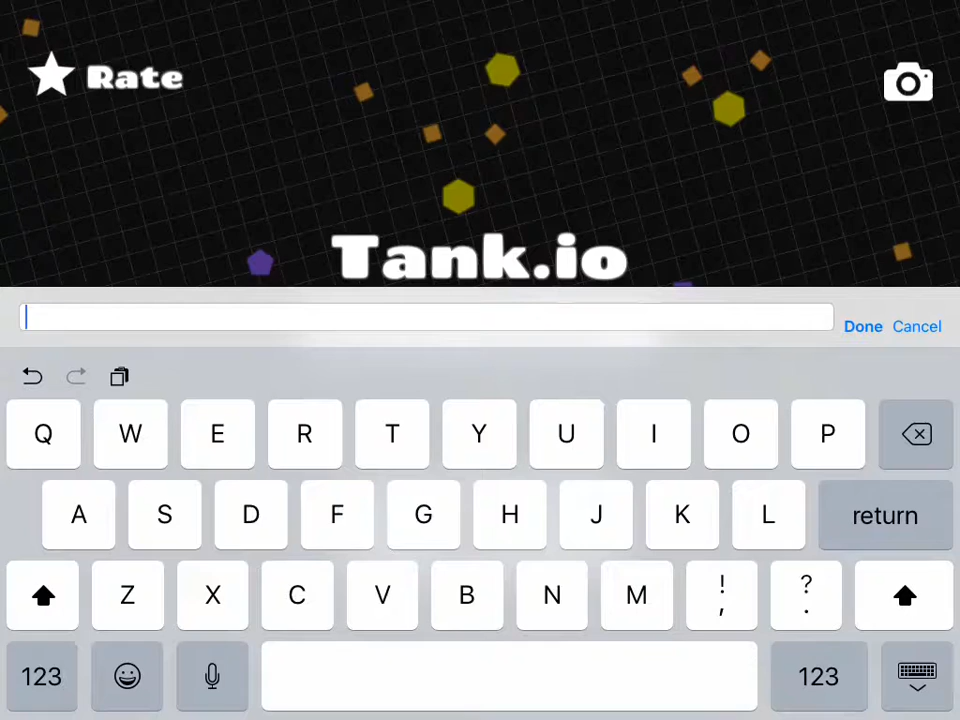 Rate
Tank.io
Done Cancel
Q W E R T Y U I O P
A S D F G H J K L return
Z X C V B N M ! , ? .
123 123